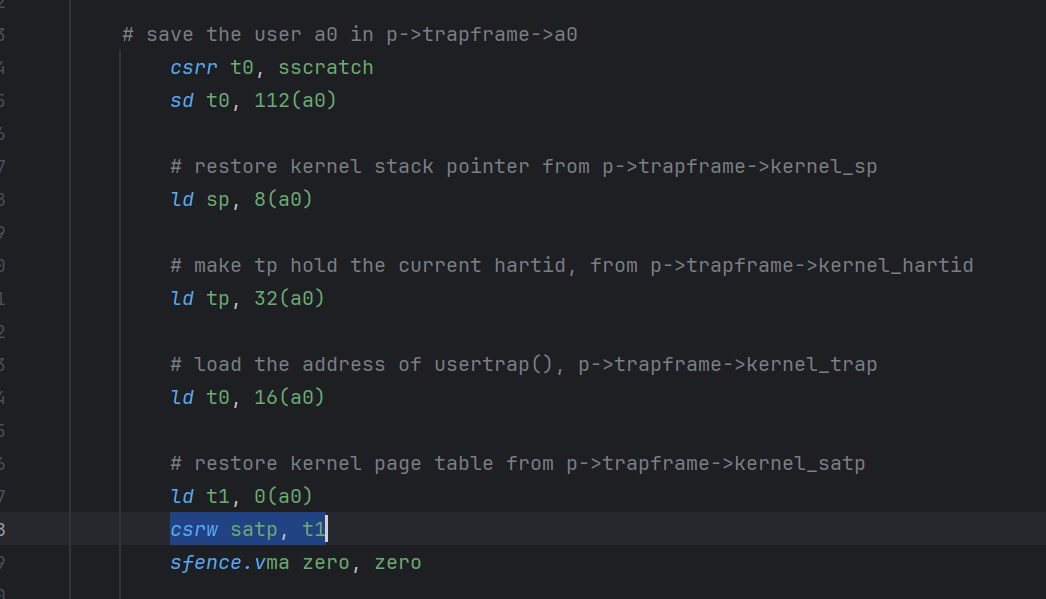 # save the user a0 in p->trapframe->a0
csrr t0, sscratch
sd t0, 112(a0)
# restore kernel stack pointer from p->trapframe->kernel_sp
ld sp, 8(a0)
# make tp hold the current hartid, from p->trapframe->kernel_hartid
ld tp, 32(a0)
# load the address of usertrap(), p->trapframe->kernel_trap
ld t0, 16(a0)
# restore kernel page table from p->trapframe->kernel_satp
ld t1, 0(a0)
csrw satp, t1
sfence.vma zero, zero